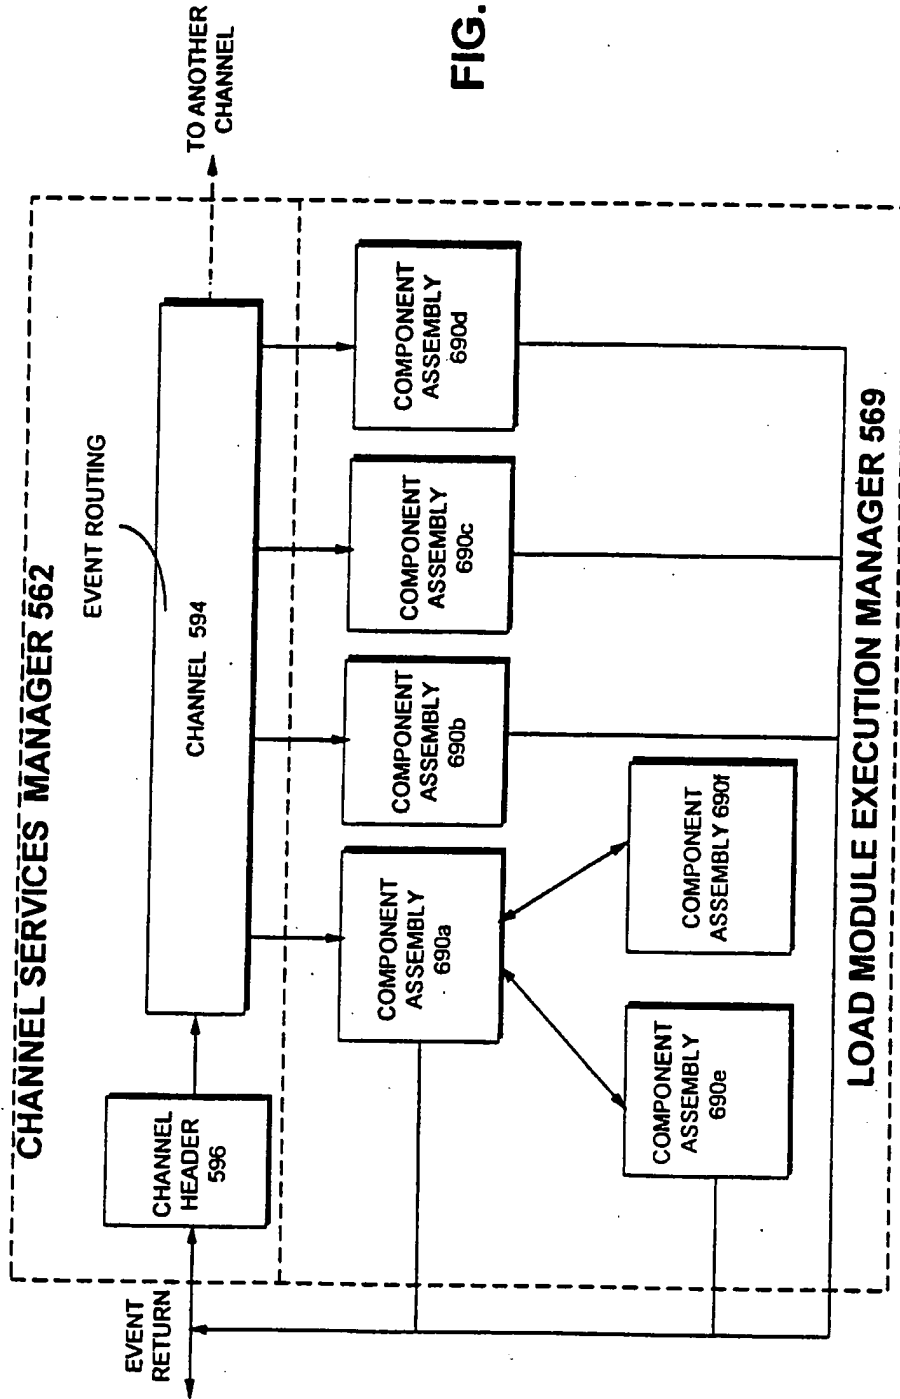 CHANNEL SERVICES MANAGER 562
EVENT ROUTING
TO ANOTHER
CHANNEL
EVENT
RETURN
CHANNEL
HEADER
596
CHANNEL 594
COMPONENT
ASSEMBLY
690a
COMPONENT
ASSEMBLY
690b
COMPONENT
ASSEMBLY
690c
COMPONENT
ASSEMBLY
690d
COMPONENT
ASSEMBLY
690e
COMPONENT
ASSEMBLY 690f
LOAD MODULE EXECUTION MANAGER 569
FIG.